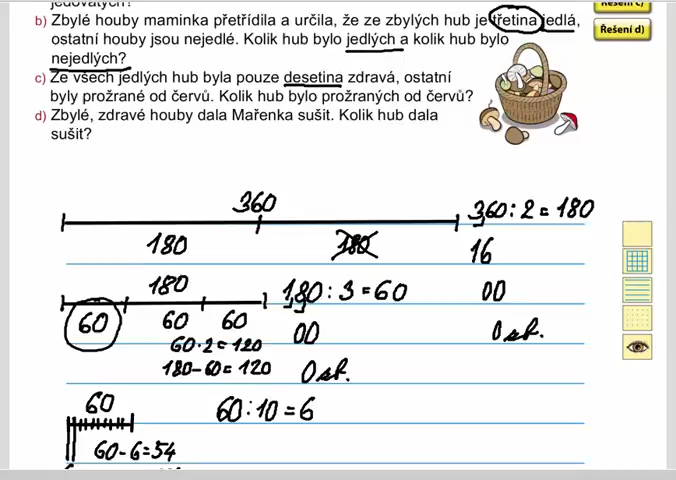 jedovatých?
Řešení c)
b) Zbylé houby maminka přetřídila a určila, že ze zbylých hub je třetina jedlá,
ostatní houby jsou nejedlé. Kolik hub bylo jedlých a kolik hub bylo
nejedlých?
Řešení d)
c) Ze všech jedlých hub byla pouze desetina zdravá, ostatní
byly prožrané od červů. Kolik hub bylo prožraných od červů?
d) Zbylé, zdravé houby dala Mařenka sušit. Kolik hub dala
sušit?
360
360:2=180
180 180
16
180
180:3=60
00
60 60 60
00
0 zb.
60·2=120
180-60=120
0 zb.
60
60:10=6
60-6=54